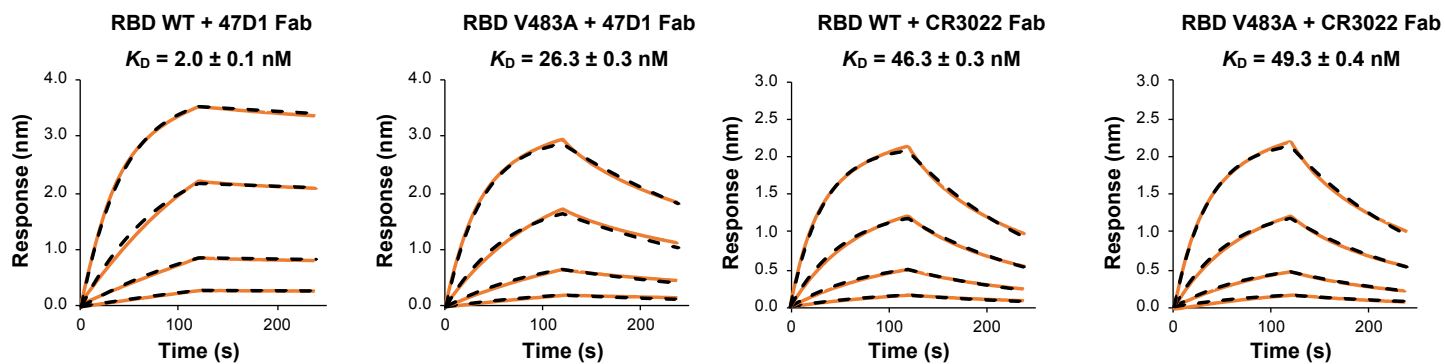 RBD WT + 47D1 Fab
K_D = 2.0 ± 0.1 nM
Response (nm)
4.0
3.0
2.0
1.0
0.0
0
100
200
Time (s)
RBD V483A + 47D1 Fab
K_D = 26.3 ± 0.3 nM
Response (nm)
4.0
3.0
2.0
1.0
0.0
0
100
200
Time (s)
RBD WT + CR3022 Fab
K_D = 46.3 ± 0.3 nM
Response (nm)
3.0
2.5
2.0
1.5
1.0
0.5
0.0
0
100
200
Time (s)
RBD V483A + CR3022 Fab
K_D = 49.3 ± 0.4 nM
Response (nm)
3.0
2.5
2.0
1.5
1.0
0.5
0.0
0
100
200
Time (s)